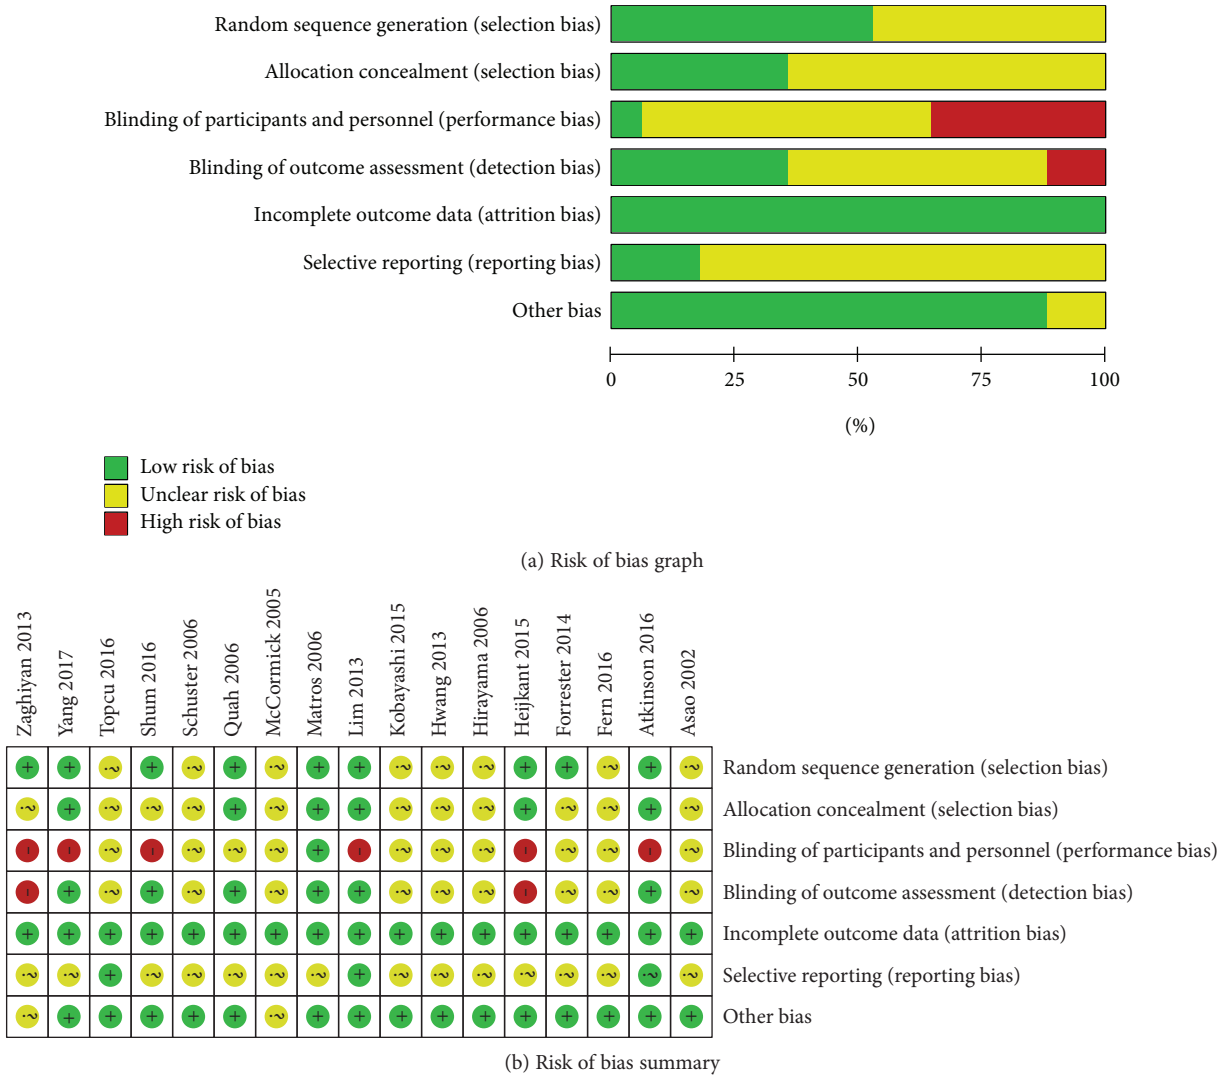 Random sequence generation (selection bias)
Allocation concealment (selection bias)
Blinding of participants and personnel (performance bias)
Blinding of outcome assessment (detection bias)
Incomplete outcome data (attrition bias)
Selective reporting (reporting bias)
Other bias
0 25 50 75 100
(%)
Low risk of bias
Unclear risk of bias
High risk of bias
(a) Risk of bias graph
Zaghiyan 2013
Yang 2017
Topcu 2016
Shum 2016
Schuster 2006
Quah 2006
McCormick 2005
Matros 2006
Lim 2013
Kobayashi 2015
Hwang 2013
Hirayama 2006
Heijkant 2015
Forrester 2014
Fern 2016
Atkinson 2016
Asao 2002
+ + ? + ? + ? + + ? ? ? + + ? + ? Random sequence generation (selection bias)
? + ? ? ? + ? + + ? ? ? + ? ? + ? Allocation concealment (selection bias)
– – ? – ? ? ? + – ? ? ? – ? ? – ? Blinding of participants and personnel (performance bias)
– + ? + ? + ? + + ? ? ? – ? ? + ? Blinding of outcome assessment (detection bias)
+ + + + + + + + + + + + + + + + + Incomplete outcome data (attrition bias)
? ? + ? ? ? ? ? + ? ? ? ? ? ? ? ? Selective reporting (reporting bias)
? + + + + + ? + + + + + + + + + + Other bias
(b) Risk of bias summary